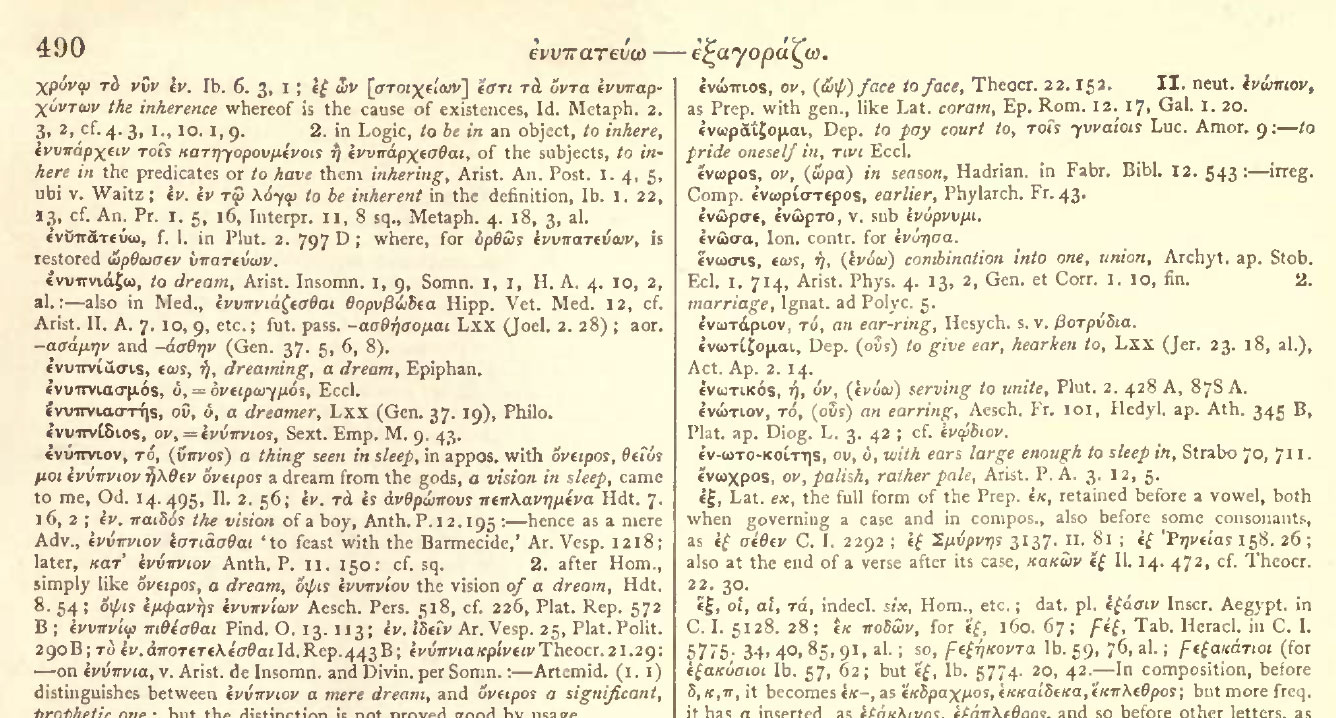 490
ἐνυπατεύω — ἐξαγοράζω.
χρόνῳ τὸ νῦν ἐν. Ib. 6. 3, 1 ; ἐξ ὧν [στοιχείων] ἔστι τὰ ὄντα ἐνυπαρ-
χόντων the inherence whereof is the cause of existences, Id. Metaph. 2.
3, 2, cf. 4. 3, 1., 10. 1, 9. 2. in Logic, to be in an object, to inhere,
ἐνυπάρχειν τοῖς κατηγορουμένοις ἢ ἐνυπάρχεσθαι, of the subjects, to in-
here in the predicates or to have them inhering, Arist. An. Post. 1. 4, 5,
ubi v. Waitz ; ἐν. ἐν τῷ λόγῳ to be inherent in the definition, Ib. 1. 22,
13, cf. An. Pr. 1. 5, 16, Interpr. 11, 8 sq., Metaph. 4. 18, 3, al.
ἐνῠπᾰτεύω, f. l. in Plut. 2. 797 D ; where, for ὀρθῶς ἐνυπατεύων, is
restored ὤρθωσεν ὑπατεύων.
ἐνυπνιάζω, to dream, Arist. Insomn. 1, 9, Somn. 1, 1, H. A. 4. 10, 2,
al. :—also in Med., ἐνυπνιάζεσθαι θορυβώδεα Hipp. Vet. Med. 12, cf.
Arist. H. A. 7. 10, 9, etc. ; fut. pass. -ασθήσομαι Lxx (Joel. 2. 28) ; aor.
-ασάμην and -άσθην (Gen. 37. 5, 6, 8).
ἐνυπνίᾰσις, εως, ἡ, dreaming, a dream, Epiphan.
ἐνυπνιασμός, ὁ, = ὀνειρωγμός, Eccl.
ἐνυπνιαστής, οῦ, ὁ, a dreamer, Lxx (Gen. 37. 19), Philo.
ἐνυπνίδιος, ον, = ἐνύπνιος, Sext. Emp. M. 9. 43.
ἐνύπνιον, τό, (ὕπνος) a thing seen in sleep, in appos. with ὄνειρος, θεῖός
μοι ἐνύπνιον ἦλθεν ὄνειρος a dream from the gods, a vision in sleep, came
to me, Od. 14. 495, Il. 2. 56 ; ἐν. τὰ ἐς ἀνθρώπους πεπλανημένα Hdt. 7.
16, 2 ; ἐν. παιδός the vision of a boy, Anth. P. 12. 195 :—hence as a mere
Adv., ἐνύπνιον ἑστιᾶσθαι ‘to feast with the Barmecide,’ Ar. Vesp. 1218;
later, κατ’ ἐνύπνιον Anth. P. 11. 150: cf. sq. 2. after Hom.,
simply like ὄνειρος, a dream, ὄψις ἐνυπνίου the vision of a dream, Hdt.
8. 54 ; ὄψις ἐμφανὴς ἐνυπνίων Aesch. Pers. 518, cf. 226, Plat. Rep. 572
B ; ἐνυπνίῳ πιθέσθαι Pind. O. 13. 113; ἐν. ἰδεῖν Ar. Vesp. 25, Plat. Polit.
290 B ; τὸ ἐν. ἀποτετελέσθαι Id. Rep. 443 B ; ἐνύπνια κρίνειν Theocr. 21. 29:
—on ἐνύπνια, v. Arist. de Insomn. and Divin. per Somn. :—Artemid. (1. 1)
distinguishes between ἐνύπνιον a mere dream, and ὄνειρος a significant,
prophetic one ; but the distinction is not proved good by usage.
ἐνώπιος, ον, (ὤψ) face to face, Theocr. 22. 152. II. neut. ἐνώπιον,
as Prep. with gen., like Lat. coram, Ep. Rom. 12. 17, Gal. 1. 20.
ἐνωραΐζομαι, Dep. to pay court to, τοῖς γυναίοις Luc. Amor. 9 :—to
pride oneself in, τινι Eccl.
ἔνωρος, ον, (ὥρα) in season, Hadrian. in Fabr. Bibl. 12. 543 :—irreg.
Comp. ἐνωρίστερος, earlier, Phylarch. Fr. 43.
ἐνῶρσε, ἐνῶρτο, v. sub ἐνόρνυμι.
ἐνῶσα, Ion. contr. for ἐνόησα.
ἕνωσις, εως, ἡ, (ἑνόω) combination into one, union, Archyt. ap. Stob.
Ecl. 1. 714, Arist. Phys. 4. 13, 2, Gen. et Corr. 1. 10, fin. 2.
marriage, Ignat. ad Polyc. 5.
ἐνωτάριον, τό, an ear-ring, Hesych. s. v. βοτρύδια.
ἐνωτίζομαι, Dep. (οὖς) to give ear, hearken to, Lxx (Jer. 23. 18, al.),
Act. Ap. 2. 14.
ἑνωτικός, ή, όν, (ἑνόω) serving to unite, Plut. 2. 428 A, 878 A.
ἐνώτιον, τό, (οὖς) an earring, Aesch. Fr. 101, Hedyl. ap. Ath. 345 B,
Plat. ap. Diog. L. 3. 42 ; cf. ἐνῴδιον.
ἐν-ωτο-κοίτης, ου, ὁ, with ears large enough to sleep in, Strabo 70, 711.
ἔνωχρος, ον, palish, rather pale, Arist. P. A. 3. 12, 5.
ἐξ, Lat. ex, the full form of the Prep. ἐκ, retained before a vowel, both
when governing a case and in compos., also before some consonants,
as ἐξ σέθεν C. I. 2292 ; ἐξ Σμύρνης 3137. II. 81 ; ἐξ Ῥηνείας 158. 26 ;
also at the end of a verse after its case, κακῶν ἔξ Il. 14. 472, cf. Theocr.
22. 30.
ἕξ, οἱ, αἱ, τά, indecl. six, Hom., etc. ; dat. pl. ἑξάσιν Inscr. Aegypt. in
C. I. 5128. 28 ; ἓκ ποδῶν, for ἕξ, 160. 67 ; ϝέξ, Tab. Heracl. in C. I.
5775. 34, 40, 85, 91, al. ; so, ϝεξήκοντα Ib. 59, 76, al. ; ϝεξακάτιοι (for
ἑξακόσιοι Ib. 57, 62; but ἕξ, Ib. 5774. 20, 42.—In composition, before
δ, κ, π, it becomes ἑκ-, as ἕκδραχμος, ἑκκαίδεκα, ἕκπλεθρος ; but more freq.
it has α inserted, as ἑξάκλινος, ἑξάπλεθρος, and so before other letters, as